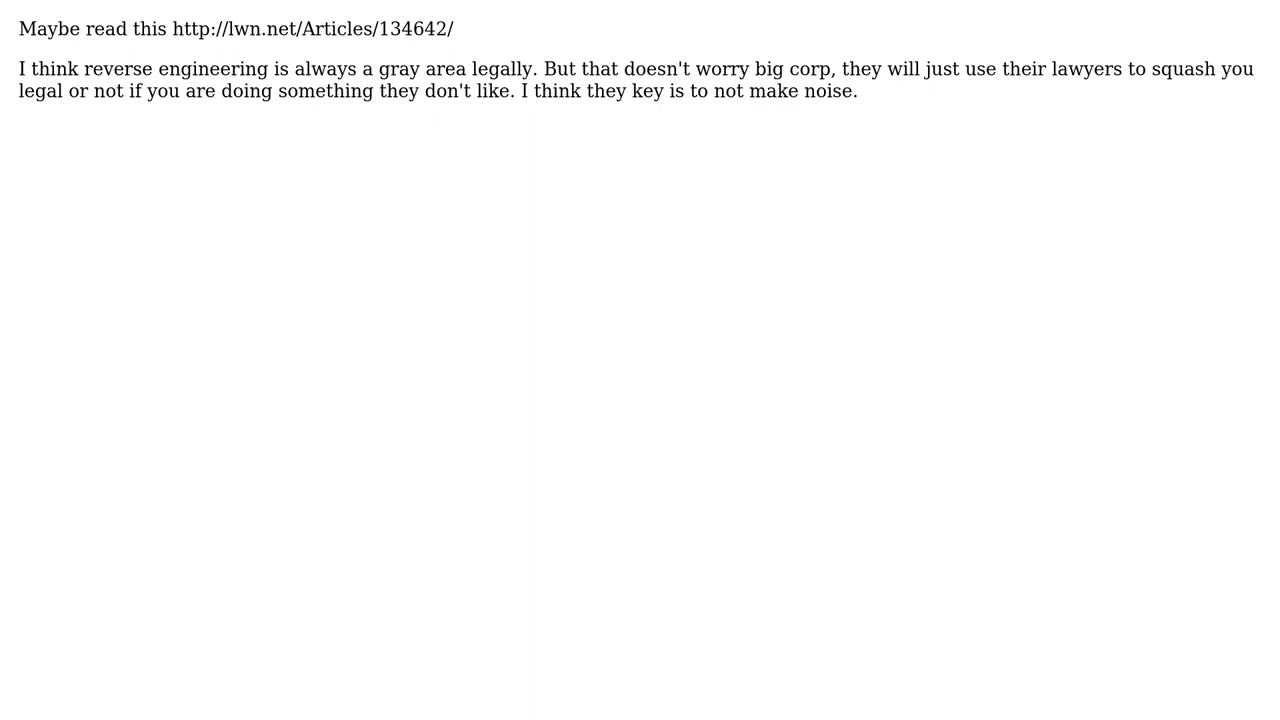 Maybe read this http://lwn.net/Articles/134642/
I think reverse engineering is always a gray area legally. But that doesn't worry big corp, they will just use their lawyers to squash you
legal or not if you are doing something they don't like. I think they key is to not make noise.